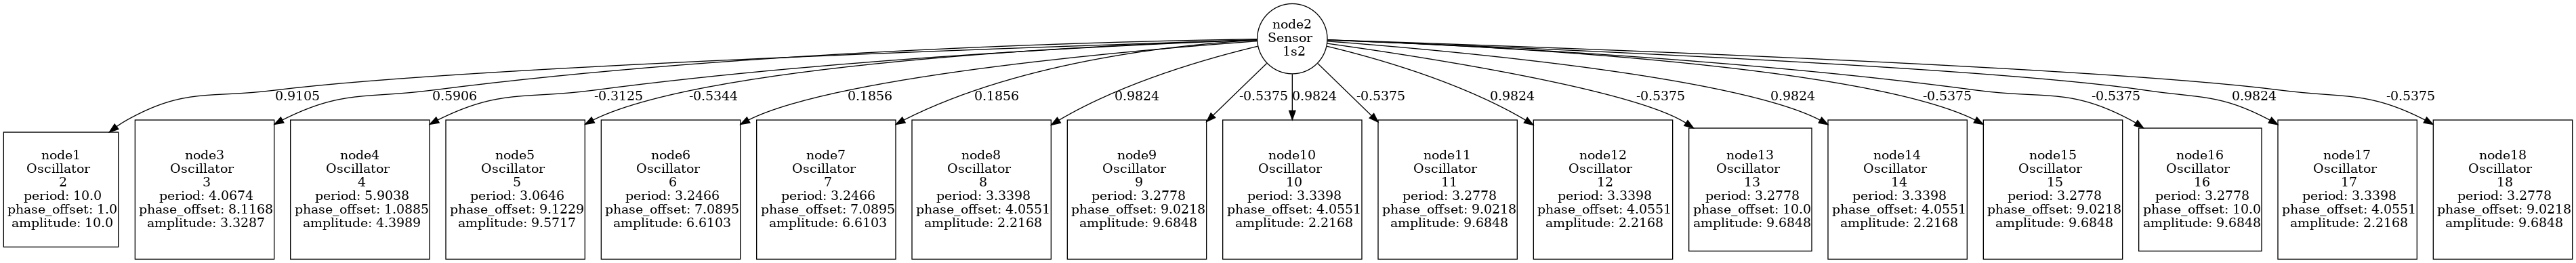 node2
Sensor
1s2
0.9105
0.5906
-0.3125
-0.5344
0.1856
0.1856
0.9824
-0.5375
0.9824
-0.5375
0.9824
-0.5375
0.9824
-0.5375
-0.5375
0.9824
-0.5375
node1
Oscillator
2
period: 10.0
phase_offset: 1.0
amplitude: 10.0
node3
Oscillator
3
period: 4.0674
phase_offset: 8.1168
amplitude: 3.3287
node4
Oscillator
4
period: 5.9038
phase_offset: 1.0885
amplitude: 4.3989
node5
Oscillator
5
period: 3.0646
phase_offset: 9.1229
amplitude: 9.5717
node6
Oscillator
6
period: 3.2466
phase_offset: 7.0895
amplitude: 6.6103
node7
Oscillator
7
period: 3.2466
phase_offset: 7.0895
amplitude: 6.6103
node8
Oscillator
8
period: 3.3398
phase_offset: 4.0551
amplitude: 2.2168
node9
Oscillator
9
period: 3.2778
phase_offset: 9.0218
amplitude: 9.6848
node10
Oscillator
10
period: 3.3398
phase_offset: 4.0551
amplitude: 2.2168
node11
Oscillator
11
period: 3.2778
phase_offset: 9.0218
amplitude: 9.6848
node12
Oscillator
12
period: 3.3398
phase_offset: 4.0551
amplitude: 2.2168
node13
Oscillator
13
period: 3.2778
phase_offset: 10.0
amplitude: 9.6848
node14
Oscillator
14
period: 3.3398
phase_offset: 4.0551
amplitude: 2.2168
node15
Oscillator
15
period: 3.2778
phase_offset: 9.0218
amplitude: 9.6848
node16
Oscillator
16
period: 3.2778
phase_offset: 10.0
amplitude: 9.6848
node17
Oscillator
17
period: 3.3398
phase_offset: 4.0551
amplitude: 2.2168
node18
Oscillator
18
period: 3.2778
phase_offset: 9.0218
amplitude: 9.6848